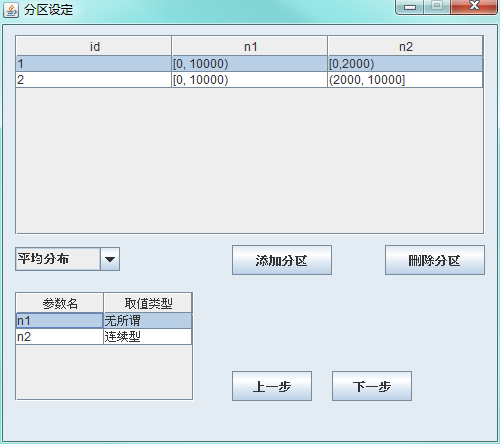 分区设定
id n1 n2
1 [0, 10000) [0,2000)
2 [0, 10000) (2000, 10000]
平均分布 添加分区 刪除分区
参数名 取值类型
n1 无所谓
n2 连续型
上一步 下一步